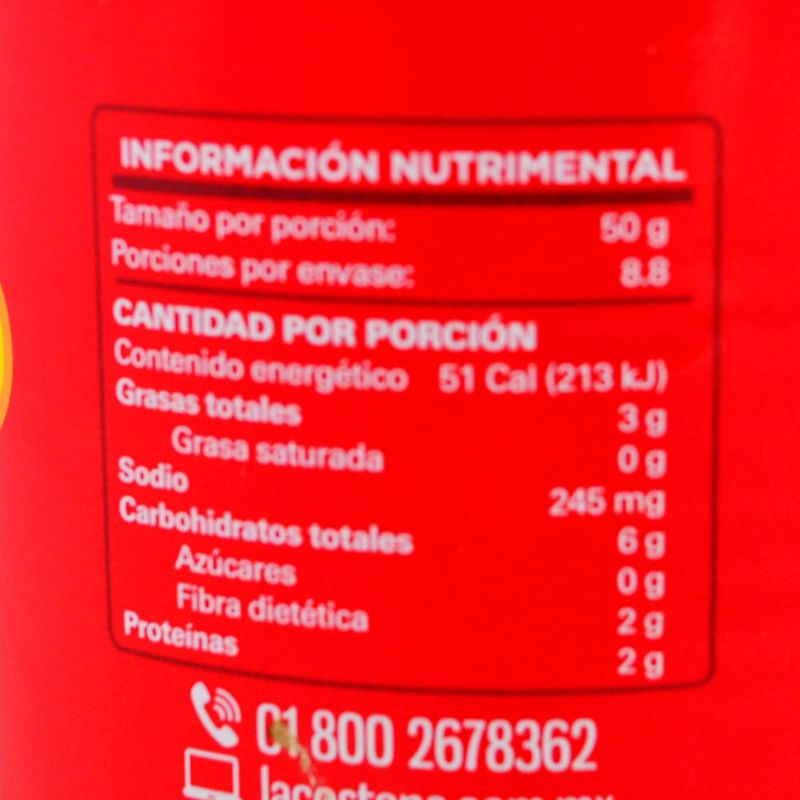 INFORMACIÓN NUTRIMENTAL
Tamaño por porción: 50 g
Porciones por envase: 8.8
CANTIDAD POR PORCIÓN
Contenido energético 51 Cal (213 kJ)
Grasas totales 3 g
Grasa saturada 0 g
Sodio 245 mg
Carbohidratos totales 6 g
Azúcares 0 g
Fibra dietética 2 g
Proteínas 2 g
01 800 2678362